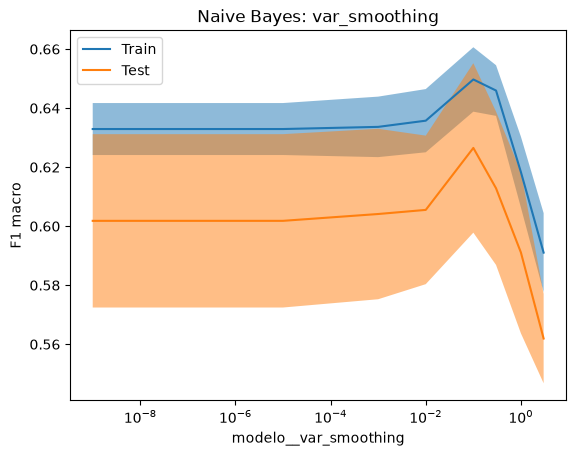 Naive Bayes: var_smoothing
Train
Test
F1 macro
0.66
0.64
0.62
0.60
0.58
0.56
10^-8
10^-6
10^-4
10^-2
10^0
modelo__var_smoothing